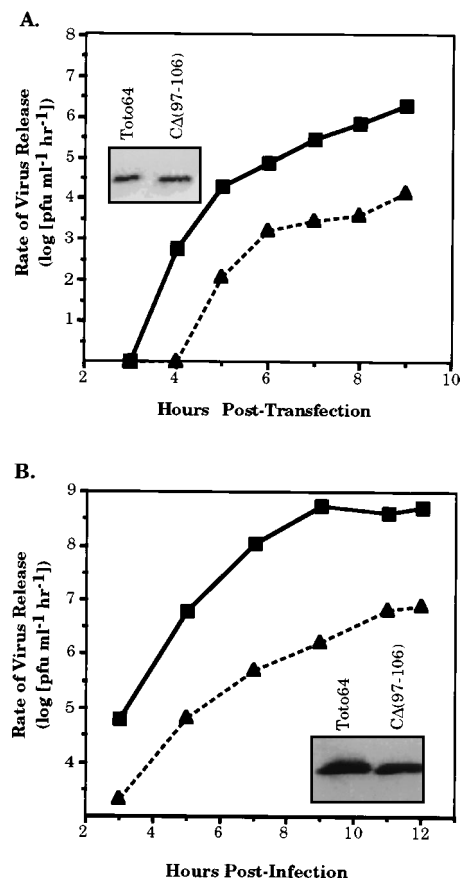 A.
8
7
6
5
4
3
2
1
Rate of Virus Release
(log [pfu ml-1 hr-1])
Toto64
CΔ(97-106)
2
4
6
8
10
Hours Post-Transfection
B.
9
8
7
6
5
4
Rate of Virus Release
(log [pfu ml-1 hr-1])
Toto64
CΔ(97-106)
2
4
6
8
10
12
Hours Post-Infection